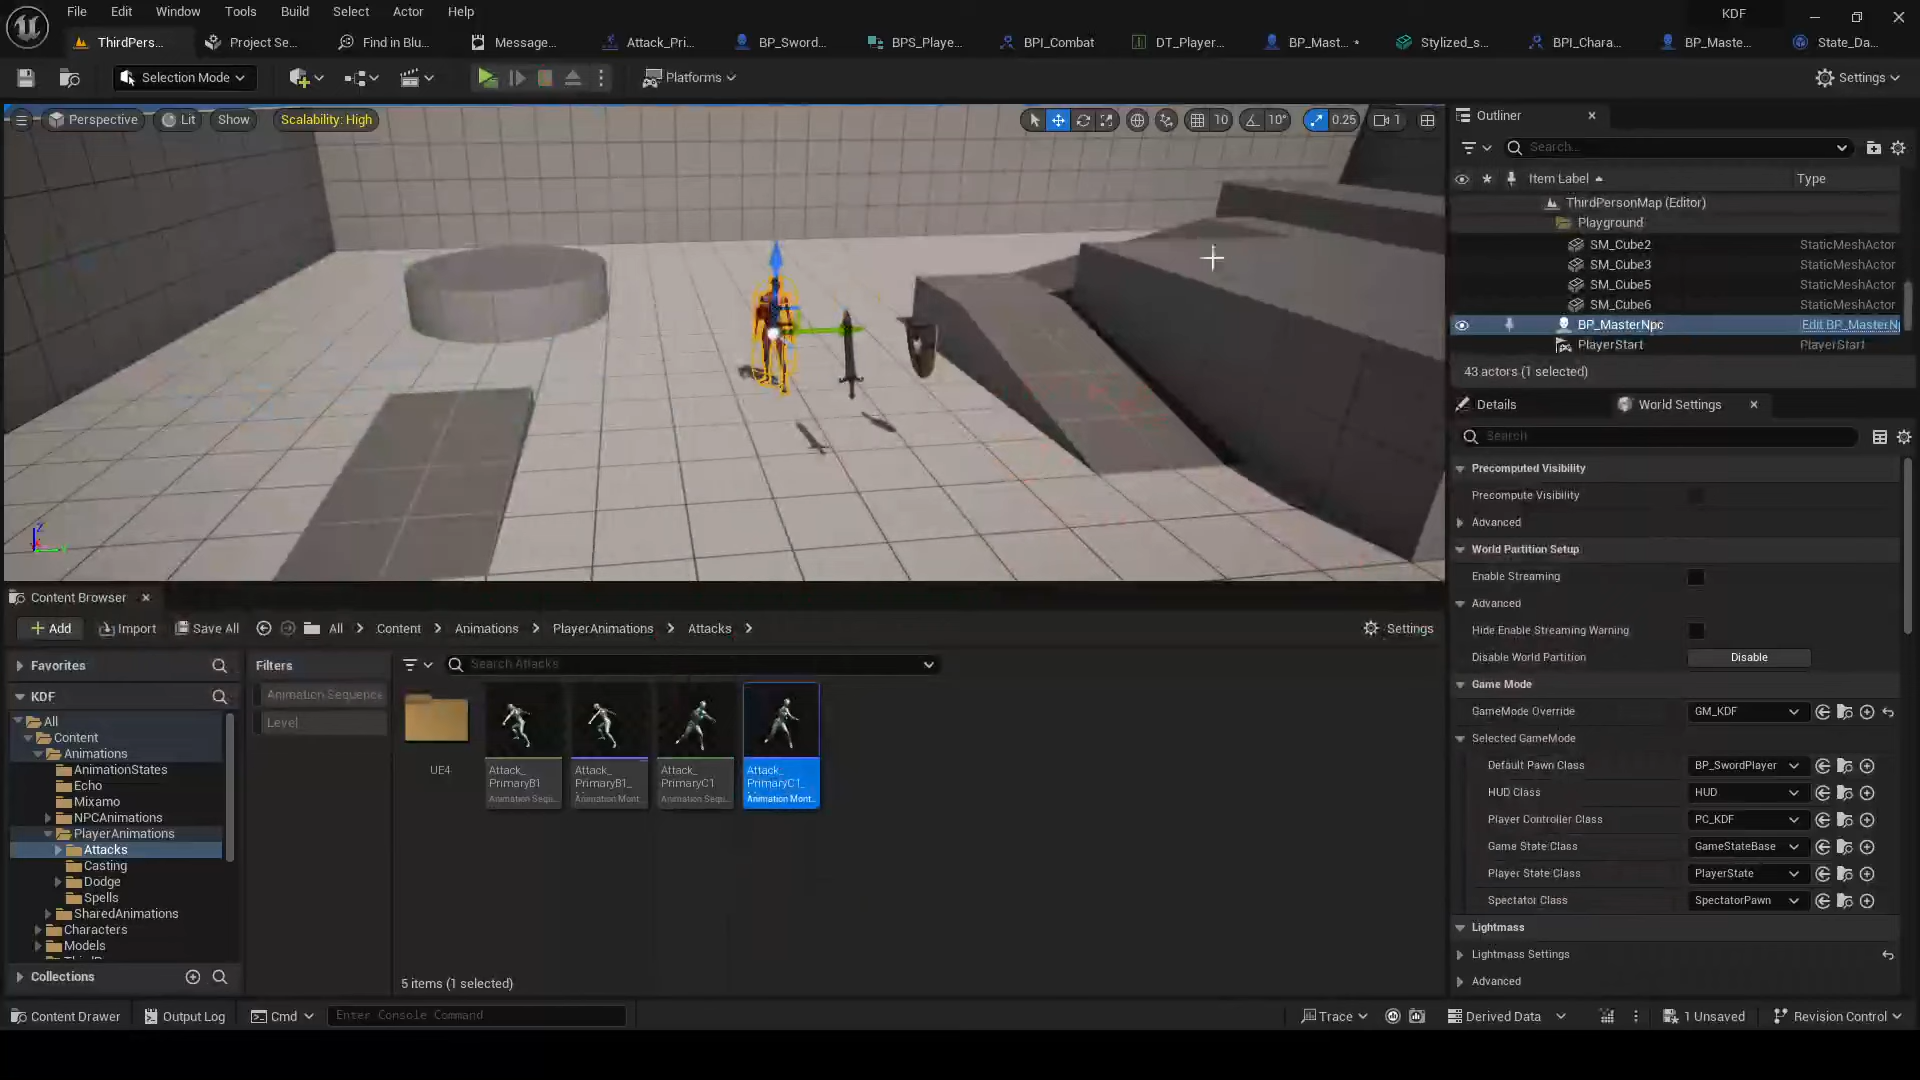 File Edit Window Tools Build Select Actor Help
KDF
ThirdPers... Project Se... Find in Blu... Message... Attack_Pri... BP_Sword... BPS_Playe... BPI_Combat DT_Player... BP_Mast... • Stylized_s... BPI_Chara... BP_Maste... State_Da...
Selection Mode Platforms Settings
Perspective Lit Show Scalability: High 10 10° 0.25 1
Outliner
Search...
Item Label Type
ThirdPersonMap (Editor)
Playground
SM_Cube2 StaticMeshActor
SM_Cube3 StaticMeshActor
SM_Cube5 StaticMeshActor
SM_Cube6 StaticMeshActor
BP_MasterNpc Edit BP_MasterN
PlayerStart PlayerStart
43 actors (1 selected)
Details World Settings
Search
Precomputed Visibility
Precompute Visibility
Advanced
World Partition Setup
Enable Streaming
Advanced
Hide Enable Streaming Warning
Disable World Partition Disable
Game Mode
GameMode Override GM_KDF
Selected GameMode
Default Pawn Class BP_SwordPlayer
HUD Class HUD
Player Controller Class PC_KDF
Game State Class GameStateBase
Player State Class PlayerState
Spectator Class SpectatorPawn
Lightmass
Lightmass Settings
Advanced
Content Browser
Add Import Save All All Content Animations PlayerAnimations Attacks Settings
Favorites
KDF
All
Content
Animations
AnimationStates
Echo
Mixamo
NPCAnimations
PlayerAnimations
Attacks
Casting
Dodge
Spells
SharedAnimations
Characters
Models
Collections
Filters
Animation Sequence
Level
Search Attacks
UE4
Attack_
PrimaryB1
Animation Sequ...
Attack_
PrimaryB1_
Animation Mont...
Attack_
PrimaryC1
Animation Sequ...
Attack_
PrimaryC1_
Animation Mont...
5 items (1 selected)
Content Drawer Output Log Cmd Enter Console Command Trace Derived Data 1 Unsaved Revision Control